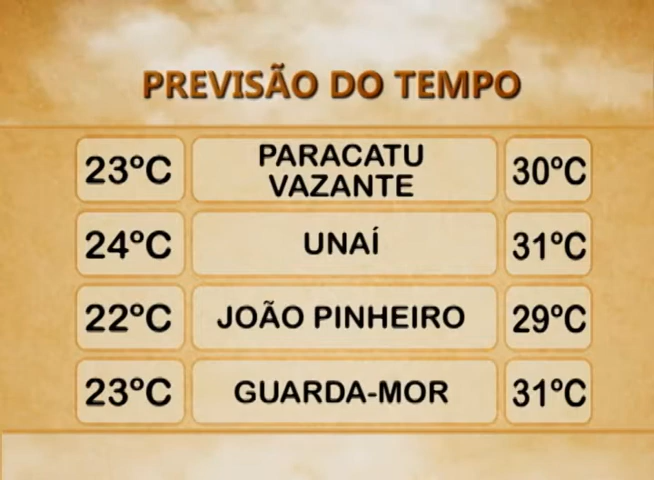 PREVISÃO DO TEMPO
23ºC PARACATU VAZANTE 30ºC
24ºC UNAÍ 31ºC
22ºC JOÃO PINHEIRO 29ºC
23ºC GUARDA-MOR 31ºC